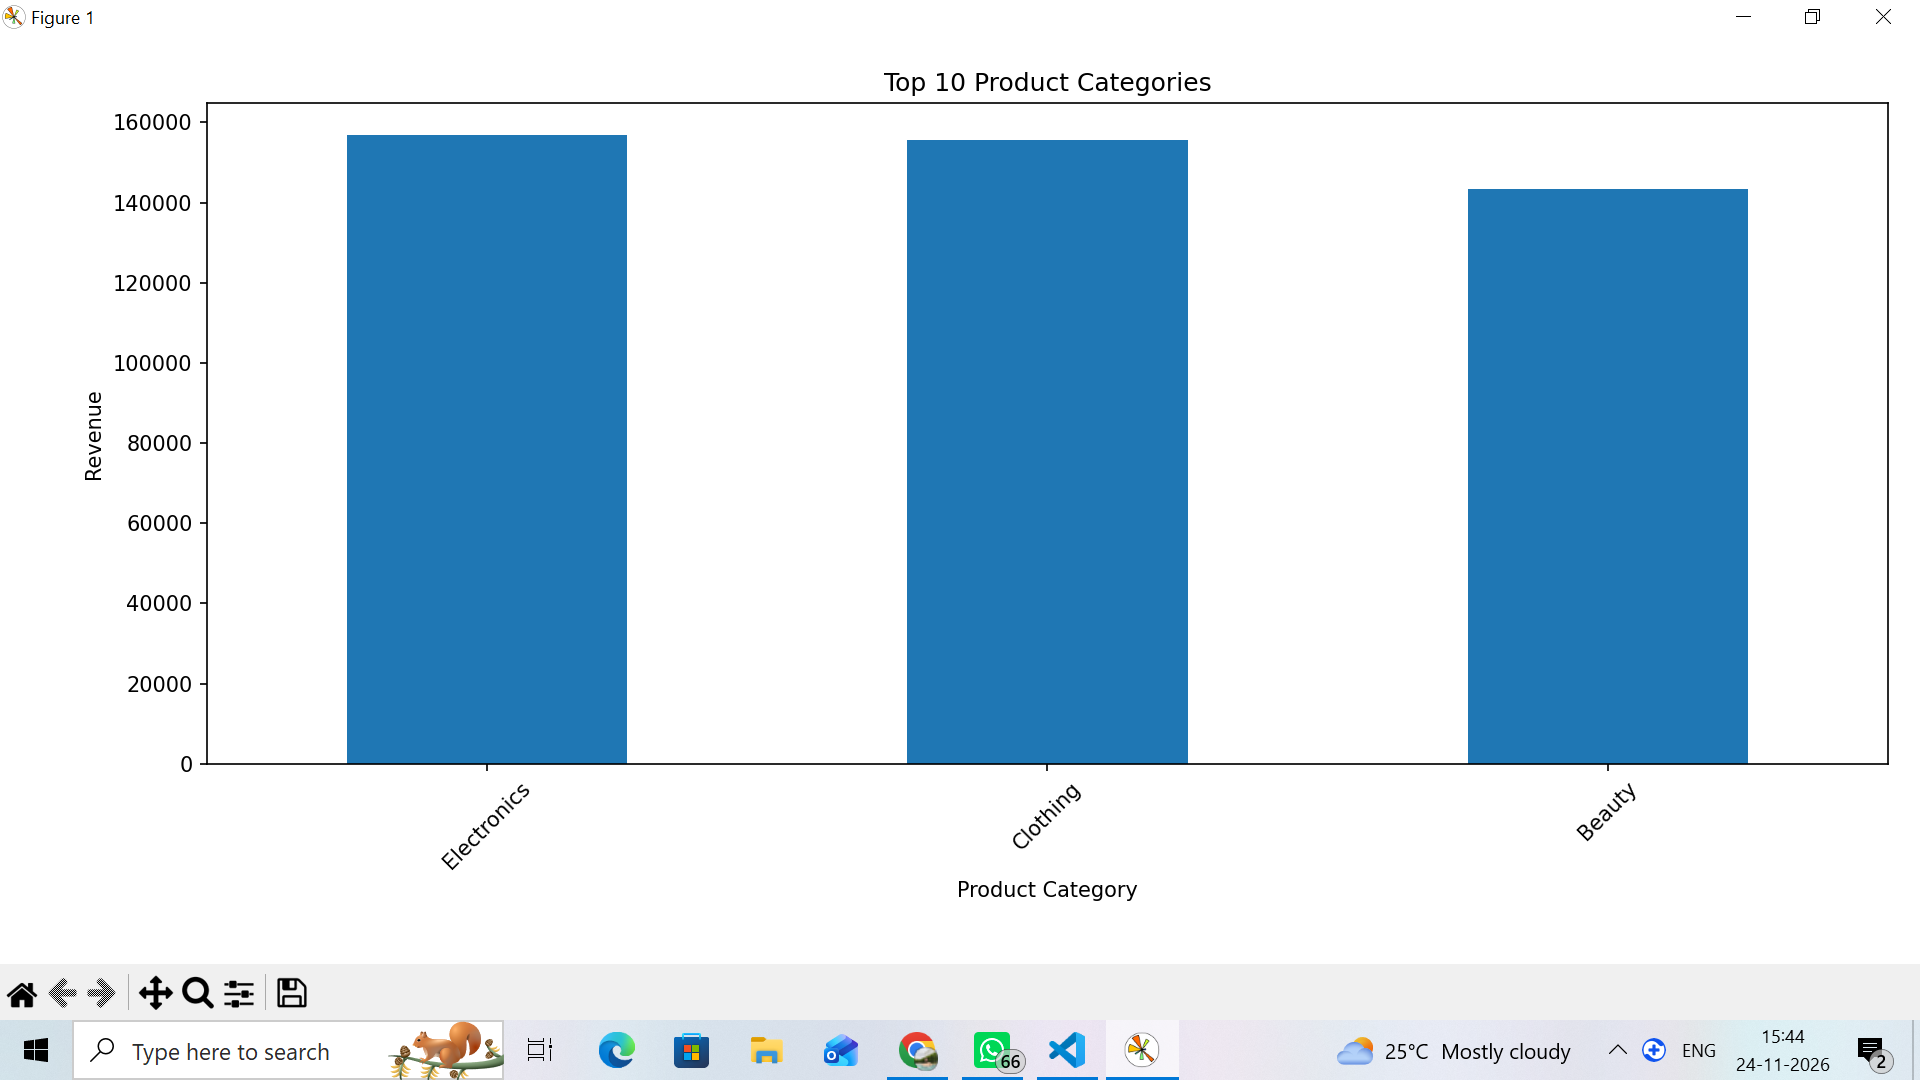 Figure 1
Top 10 Product Categories
160000
140000
120000
100000
80000
60000
40000
20000
0
Revenue
Electronics
Clothing
Beauty
Product Category
Type here to search
66
25°C Mostly cloudy
ENG
15:44
24-11-2026
2